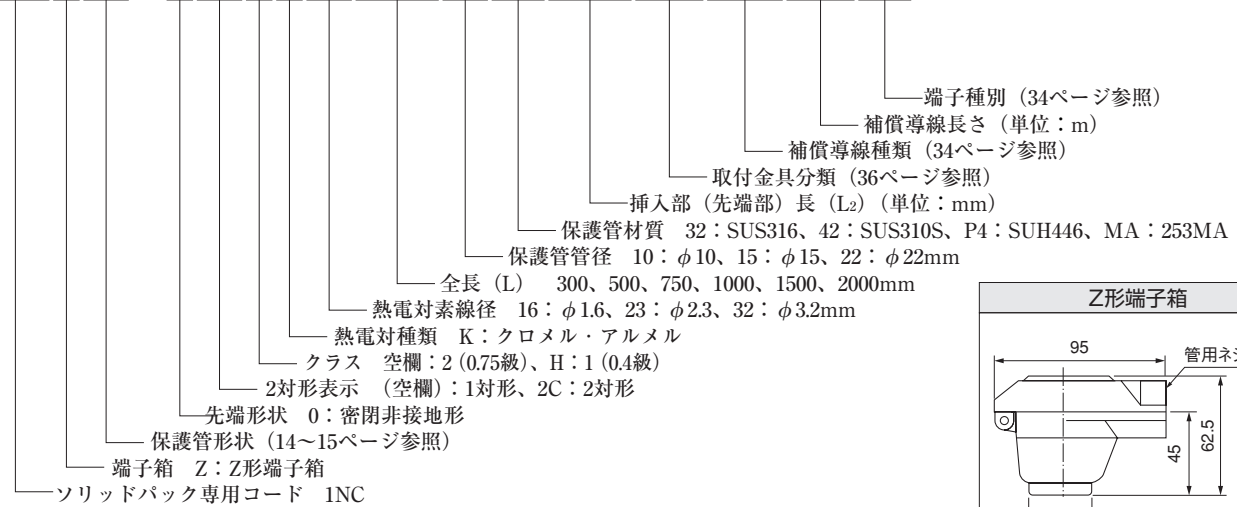 端子種別（34ページ参照）
補償導線長さ（単位：m）
補償導線種類（34ページ参照）
取付金具分類（36ページ参照）
挿入部（先端部）長（L₂）（単位：mm）
保護管材質　32：SUS316、42：SUS310S、P4：SUH446、MA：253MA
保護管管径　10：φ10、15：φ15、22：φ22mm
全長（L）　300、500、750、1000、1500、2000mm
熱電対素線径　16：φ1.6、23：φ2.3、32：φ3.2mm
熱電対種類　K：クロメル・アルメル
クラス　空欄：2 (0.75級)、H：1 (0.4級)
2対形表示　（空欄）：1対形、2C：2対形
先端形状　0：密閉非接地形
保護管形状（14〜15ページ参照）
端子箱　Z：Z形端子箱
ソリッドパック専用コード　1NC
Z形端子箱
95
管用ネジ
45
62.5